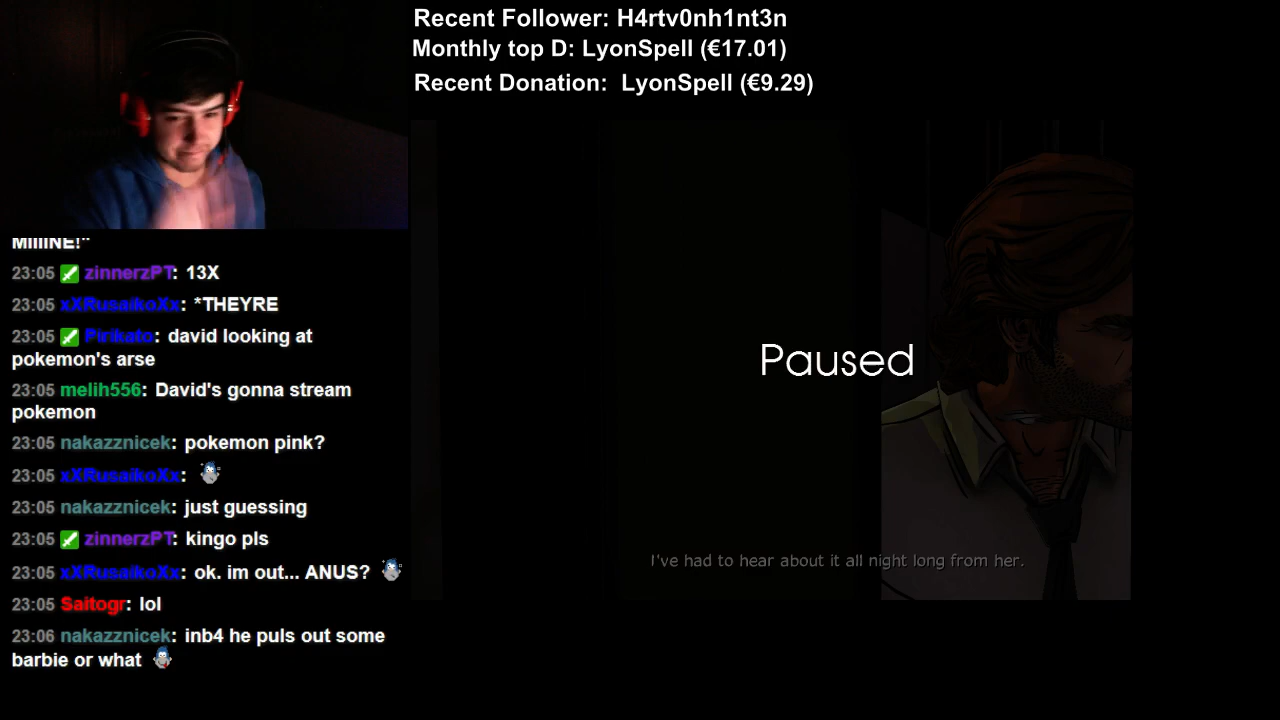 Recent Follower: H4rtv0nh1nt3n
Monthly top D: LyonSpell (€17.01)
Recent Donation: LyonSpell (€9.29)
MIIINE!"
23:05 zinnerzPT: 13X
23:05 xXRusaikoXx: *THEYRE
23:05 Pirikato: david looking at
pokemon's arse
23:05 melih556: David's gonna stream
pokemon
23:05 nakazznicek: pokemon pink?
23:05 xXRusaikoXx:
23:05 nakazznicek: just guessing
23:05 zinnerzPT: kingo pls
23:05 xXRusaikoXx: ok. im out... ANUS?
23:05 Saitogr: lol
23:06 nakazznicek: inb4 he puls out some
barbie or what
Paused
I've had to hear about it all night long from her.